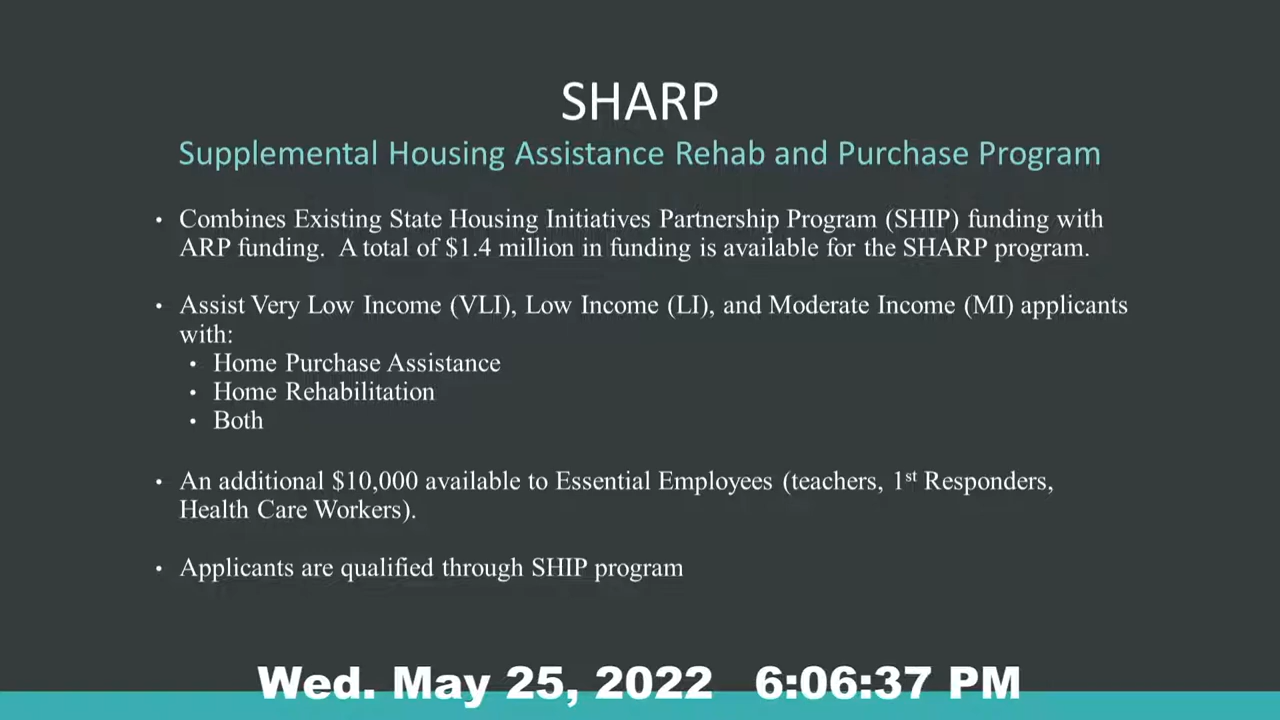 SHARP
Supplemental Housing Assistance Rehab and Purchase Program
• Combines Existing State Housing Initiatives Partnership Program (SHIP) funding with
ARP funding.  A total of $1.4 million in funding is available for the SHARP program.
• Assist Very Low Income (VLI), Low Income (LI), and Moderate Income (MI) applicants
with:
• Home Purchase Assistance
• Home Rehabilitation
• Both
• An additional $10,000 available to Essential Employees (teachers, 1st Responders,
Health Care Workers).
• Applicants are qualified through SHIP program
Wed. May 25, 2022   6:06:37 PM